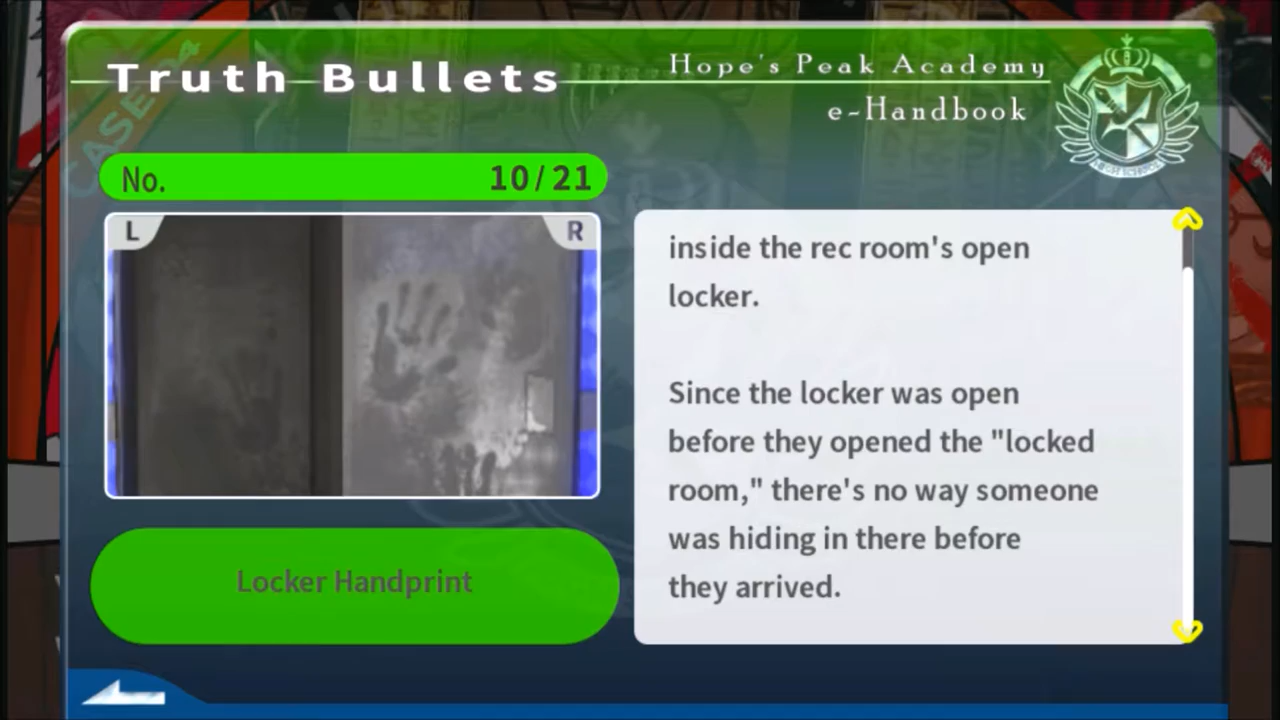 Truth Bullets
Hope's Peak Academy
e-Handbook
CASE 04
No. 10/21
L
R
inside the rec room's open
locker.
Since the locker was open
before they opened the "locked
room," there's no way someone
was hiding in there before
they arrived.
Locker Handprint